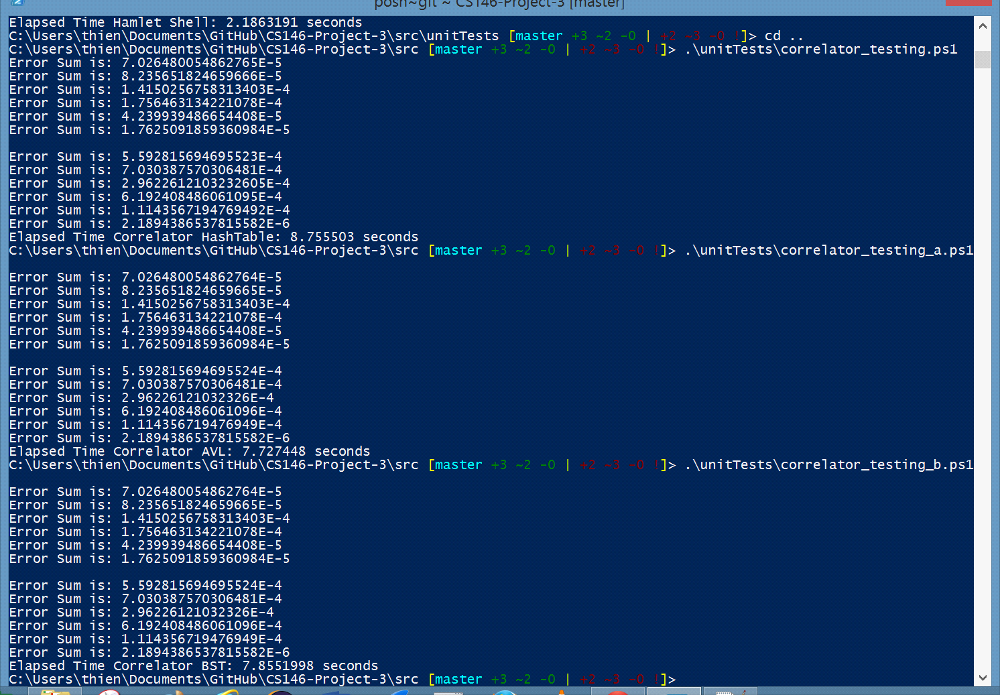 posh~git ~ CS146-Project-3 [master]
Elapsed Time Hamlet Shell: 2.1863191 seconds
C:\Users\thien\Documents\GitHub\CS146-Project-3\src\unitTests [master +3 ~2 -0 | +2 ~3 -0 !]> cd ..
C:\Users\thien\Documents\GitHub\CS146-Project-3\src [master +3 ~2 -0 | +2 ~3 -0 !]> .\unitTests\correlator_testing.ps1
Error Sum is: 7.026480054862765E-5
Error Sum is: 8.235651824659666E-5
Error Sum is: 1.4150256758313403E-4
Error Sum is: 1.756463134221078E-4
Error Sum is: 4.239939486654408E-5
Error Sum is: 1.7625091859360984E-5
Error Sum is: 5.592815694695523E-4
Error Sum is: 7.030387570306481E-4
Error Sum is: 2.9622612103232605E-4
Error Sum is: 6.192408486061095E-4
Error Sum is: 1.1143567194769492E-4
Error Sum is: 2.1894386537815582E-6
Elapsed Time Correlator HashTable: 8.755503 seconds
C:\Users\thien\Documents\GitHub\CS146-Project-3\src [master +3 ~2 -0 | +2 ~3 -0 !]> .\unitTests\correlator_testing_a.ps1
Error Sum is: 7.026480054862764E-5
Error Sum is: 8.235651824659665E-5
Error Sum is: 1.4150256758313403E-4
Error Sum is: 1.756463134221078E-4
Error Sum is: 4.239939486654408E-5
Error Sum is: 1.7625091859360984E-5
Error Sum is: 5.592815694695524E-4
Error Sum is: 7.030387570306481E-4
Error Sum is: 2.96226121032326E-4
Error Sum is: 6.192408486061096E-4
Error Sum is: 1.114356719476949E-4
Error Sum is: 2.1894386537815582E-6
Elapsed Time Correlator AVL: 7.727448 seconds
C:\Users\thien\Documents\GitHub\CS146-Project-3\src [master +3 ~2 -0 | +2 ~3 -0 !]> .\unitTests\correlator_testing_b.ps1
Error Sum is: 7.026480054862764E-5
Error Sum is: 8.235651824659665E-5
Error Sum is: 1.4150256758313403E-4
Error Sum is: 1.756463134221078E-4
Error Sum is: 4.239939486654408E-5
Error Sum is: 1.7625091859360984E-5
Error Sum is: 5.592815694695524E-4
Error Sum is: 7.030387570306481E-4
Error Sum is: 2.96226121032326E-4
Error Sum is: 6.192408486061096E-4
Error Sum is: 1.114356719476949E-4
Error Sum is: 2.1894386537815582E-6
Elapsed Time Correlator BST: 7.8551998 seconds
C:\Users\thien\Documents\GitHub\CS146-Project-3\src [master +3 ~2 -0 | +2 ~3 -0 !]>